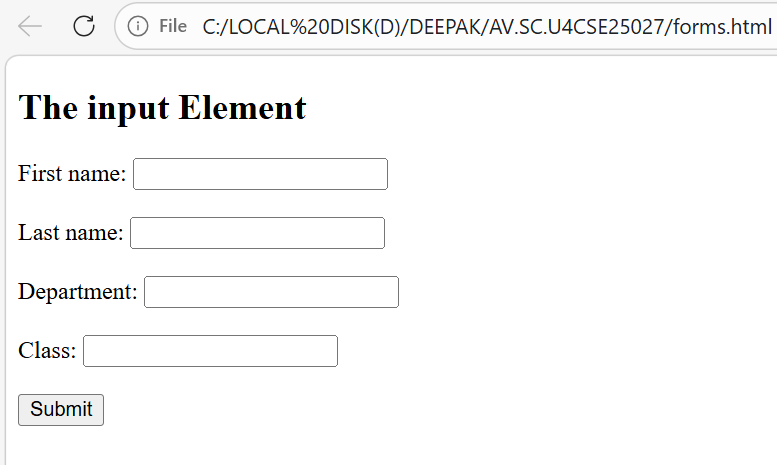 File C:/LOCAL%20DISK(D)/DEEPAK/AV.SC.U4CSE25027/forms.html
The input Element
First name:
Last name:
Department:
Class:
Submit